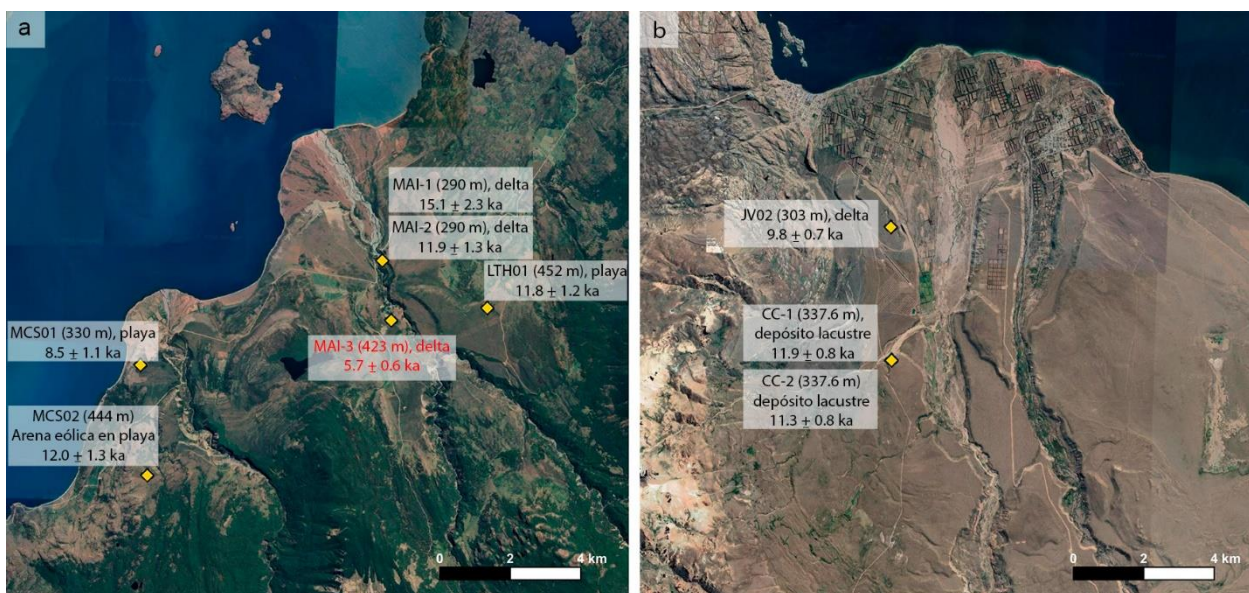 a
MAI-1 (290 m), delta
15.1 ± 2.3 ka
MAI-2 (290 m), delta
11.9 ± 1.3 ka
LTH01 (452 m), playa
11.8 ± 1.2 ka
MCS01 (330 m), playa
8.5 ± 1.1 ka
MAI-3 (423 m), delta
5.7 ± 0.6 ka
MCS02 (444 m)
Arena eólica en playa
12.0 ± 1.3 ka
0 2 4 km
b
JV02 (303 m), delta
9.8 ± 0.7 ka
CC-1 (337.6 m),
depósito lacustre
11.9 ± 0.8 ka
CC-2 (337.6 m)
depósito lacustre
11.3 ± 0.8 ka
0 2 4 km